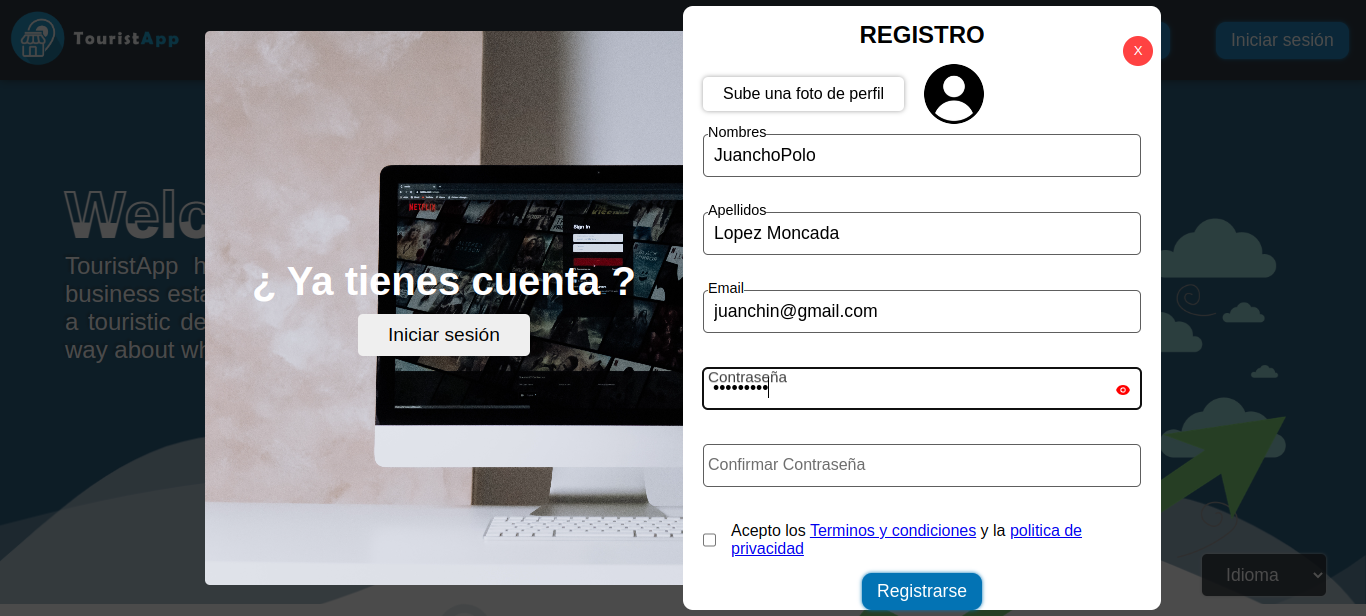 TouristApp
Iniciar sesión
TouristApp
business esta
a touristic de
way about wh
NETFLIX
Sign In
¿ Ya tienes cuenta ?
Iniciar sesión
REGISTRO
X
Sube una foto de perfil
Nombres
JuanchoPolo
Apellidos
Lopez Moncada
Email
juanchin@gmail.com
Contraseña
•••••••••
Confirmar Contraseña
Acepto los Terminos y condiciones y la politica de
privacidad
Registrarse
Idioma